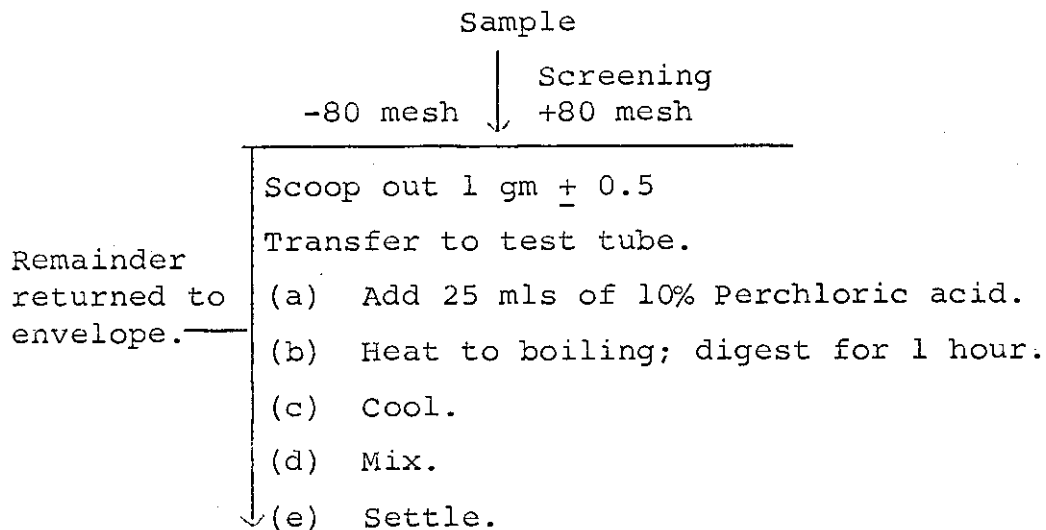 Sample
Screening
-80 mesh +80 mesh
Scoop out 1 gm ± 0.5
Transfer to test tube.
Remainder
returned to
envelope.
(a) Add 25 mls of 10% Perchloric acid.
(b) Heat to boiling; digest for 1 hour.
(c) Cool.
(d) Mix.
(e) Settle.